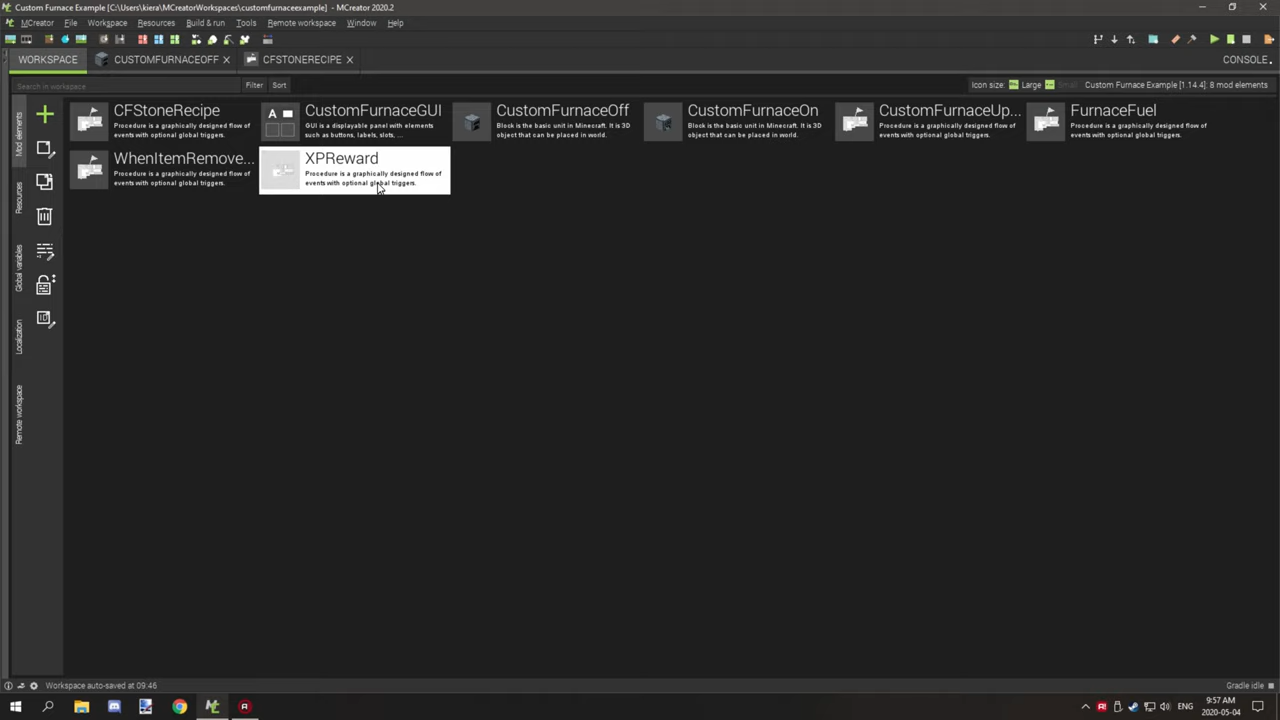 Custom Furnace Example [C:\Users\kiera\MCreatorWorkspaces\customfurnaceexample] - MCreator 2020.2
MCreator File Workspace Resources Build & run Tools Remote workspace Window Help
WORKSPACE CUSTOMFURNACEOFF CFSTONERECIPE CONSOLE
Search in workspace Filter Sort Icon size: Large Small Custom Furnace Example [1.14.4]: 8 mod elements
Mod elements
Resources
Global variables
Localization
Remote workspace
CFStoneRecipe
Procedure is a graphically designed flow of
events with optional global triggers.
CustomFurnaceGUI
GUI is a displayable panel with elements
such as buttons, labels, slots, ...
CustomFurnaceOff
Block is the basic unit in Minecraft. It is 3D
object that can be placed in world.
CustomFurnaceOn
Block is the basic unit in Minecraft. It is 3D
object that can be placed in world.
CustomFurnaceUp...
Procedure is a graphically designed flow of
events with optional global triggers.
FurnaceFuel
Procedure is a graphically designed flow of
events with optional global triggers.
WhenItemRemove...
Procedure is a graphically designed flow of
events with optional global triggers.
XPReward
Procedure is a graphically designed flow of
events with optional global triggers.
Workspace auto-saved at 09:46 Gradle idle
9:57 AM
2020-05-04